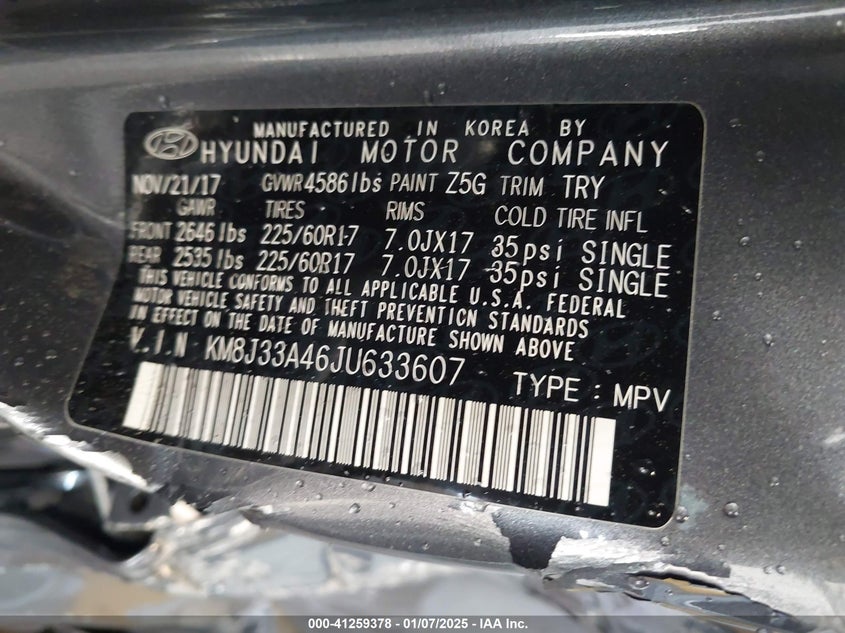 MANUFACTURED IN KOREA BY
HYUNDAI MOTOR COMPANY
NOV/21/17 GVWR 4586 lbs PAINT Z5G TRIM TRY
GAWR TIRES RIMS COLD TIRE INFL
FRONT 2646 lbs 225/60R17 7.0JX17 35psi SINGLE
REAR 2535 lbs 225/60R17 7.0JX17 35psi SINGLE
THIS VEHICLE CONFORMS TO ALL APPLICABLE U.S.A. FEDERAL
MOTOR VEHICLE SAFETY AND THEFT PREVENTION STANDARDS
IN EFFECT ON THE DATE OF MANUFACTURE SHOWN ABOVE
V.I.N KM8J33A46JU633607 TYPE : MPV
000-41259378 - 01/07/2025 - IAA Inc.